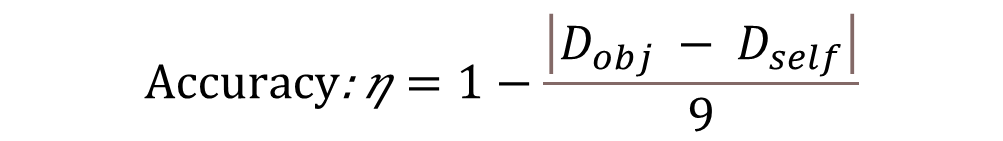 Accuracy: η = 1 − |D_obj − D_self| / 9